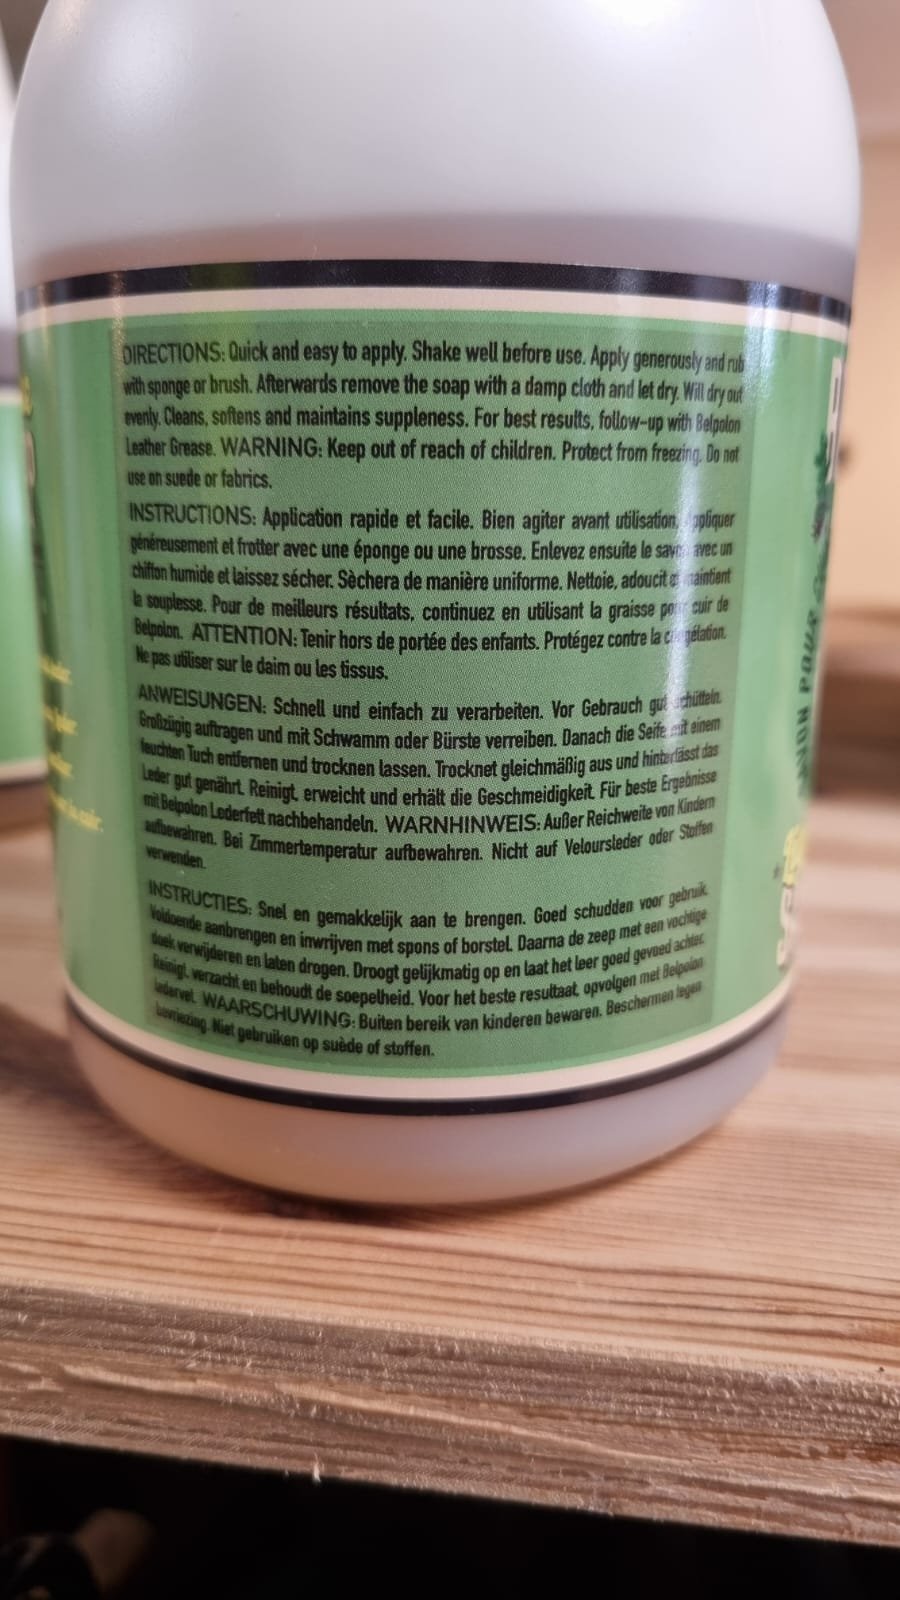 DIRECTIONS: Quick and easy to apply. Shake well before use. Apply generously and rub
with sponge or brush. Afterwards remove the soap with a damp cloth and let dry. Will dry out
evenly. Cleans, softens and maintains suppleness. For best results, follow-up with Belpolon
Leather Grease. WARNING: Keep out of reach of children. Protect from freezing. Do not
use on suede or fabrics.
INSTRUCTIONS: Application rapide et facile. Bien agiter avant utilisation. Appliquer
généreusement et frotter avec une éponge ou une brosse. Enlevez ensuite le savon avec un
chiffon humide et laissez sécher. Sèchera de manière uniforme. Nettoie, adoucit et maintient
la souplesse. Pour de meilleurs résultats, continuez en utilisant la graisse pour cuir de
Belpolon. ATTENTION: Tenir hors de portée des enfants. Protégez contre la congélation.
Ne pas utiliser sur le daim ou les tissus.
ANWEISUNGEN: Schnell und einfach zu verarbeiten. Vor Gebrauch gut schütteln.
Großzügig auftragen und mit Schwamm oder Bürste verreiben. Danach die Seife mit einem
feuchten Tuch entfernen und trocknen lassen. Trocknet gleichmäßig aus und hinterlässt das
Leder gut genährt. Reinigt, erweicht und erhält die Geschmeidigkeit. Für beste Ergebnisse
mit Belpolon Lederfett nachbehandeln. WARNHINWEIS: Außer Reichweite von Kindern
aufbewahren. Bei Zimmertemperatur aufbewahren. Nicht auf Veloursleder oder Stoffen
verwenden.
INSTRUCTIES: Snel en gemakkelijk aan te brengen. Goed schudden voor gebruik.
Voldoende aanbrengen en inwrijven met spons of borstel. Daarna de zeep met een vochtige
doek verwijderen en laten drogen. Droogt gelijkmatig op en laat het leer goed gevoed achter.
Reinigt, verzacht en behoudt de soepelheid. Voor het beste resultaat, opvolgen met Belpolon
ledervet. WAARSCHUWING: Buiten bereik van kinderen bewaren. Beschermen tegen
bevriezing. Niet gebruiken op suède of stoffen.